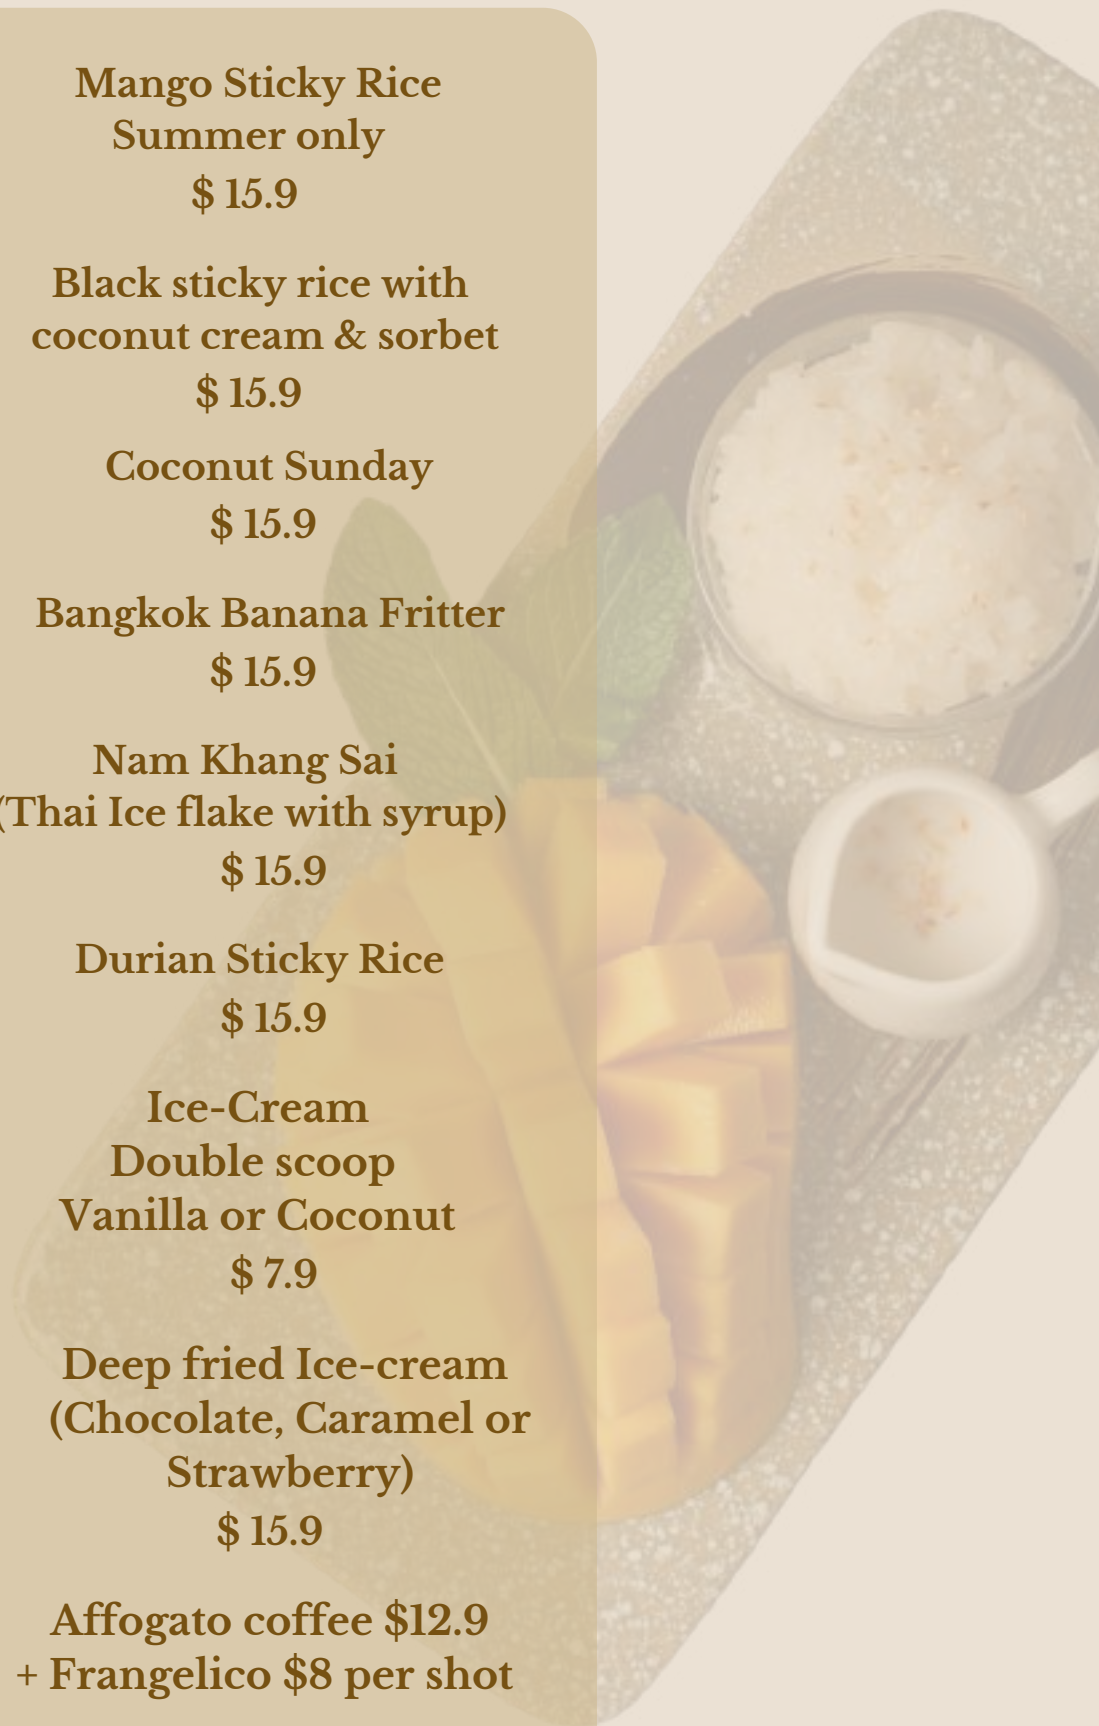 Mango Sticky Rice
Summer only
$ 15.9
Black sticky rice with
coconut cream & sorbet
$ 15.9
Coconut Sunday
$ 15.9
Bangkok Banana Fritter
$ 15.9
Nam Khang Sai
(Thai Ice flake with syrup)
$ 15.9
Durian Sticky Rice
$ 15.9
Ice-Cream
Double scoop
Vanilla or Coconut
$ 7.9
Deep fried Ice-cream
(Chocolate, Caramel or
Strawberry)
$ 15.9
Affogato coffee $12.9
+ Frangelico $8 per shot